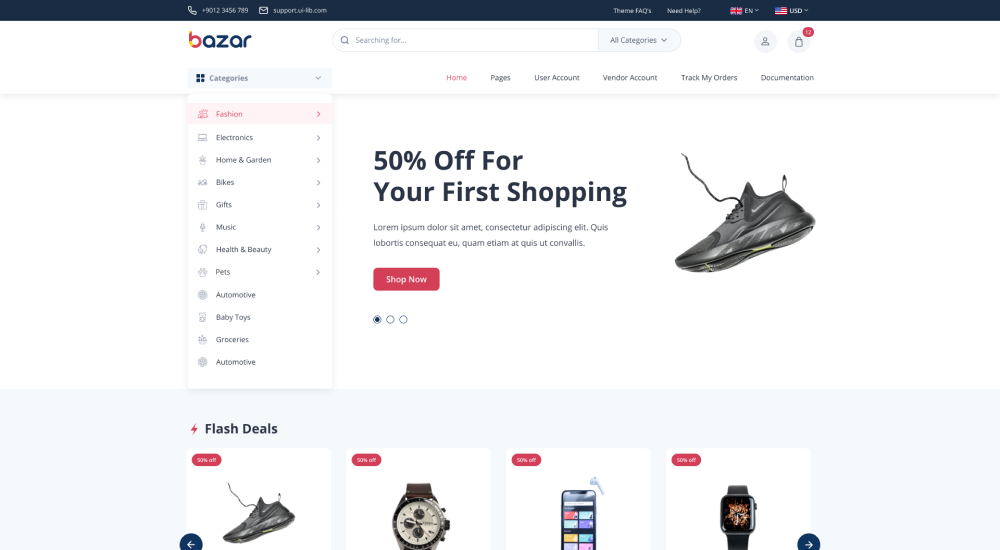 +9012 3456 789
support.ui-lib.com
Theme FAQ's
Need Help?
EN
USD
bazar
Searching for...
All Categories
12
Categories
Home
Pages
User Account
Vendor Account
Track My Orders
Documentation
Fashion
Electronics
Home & Garden
Bikes
Gifts
Music
Health & Beauty
Pets
Automotive
Baby Toys
Groceries
Automotive
50% Off For
Your First Shopping
Lorem ipsum dolor sit amet, consectetur adipiscing elit. Quis
lobortis consequat eu, quam etiam at quis ut convallis.
Shop Now
Flash Deals
50% off
50% off
50% off
50% off